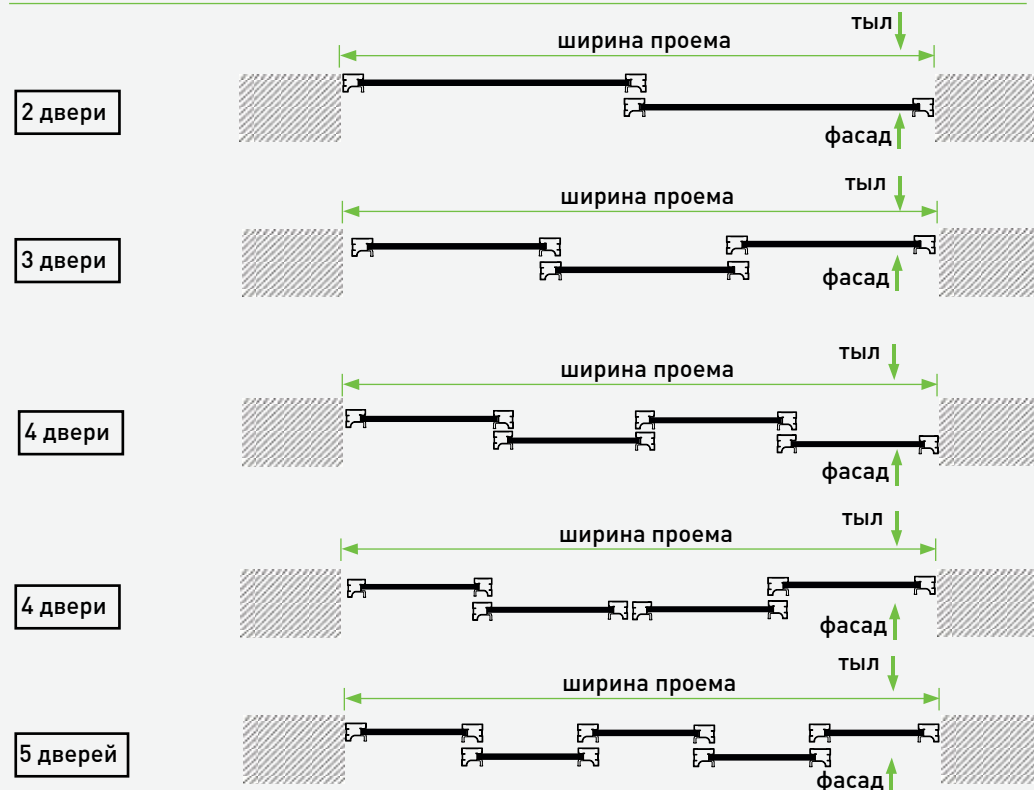 тыл
ширина проема
2 двери
фасад
тыл
ширина проема
3 двери
фасад
тыл
ширина проема
4 двери
фасад
тыл
ширина проема
4 двери
фасад
тыл
ширина проема
5 дверей
фасад